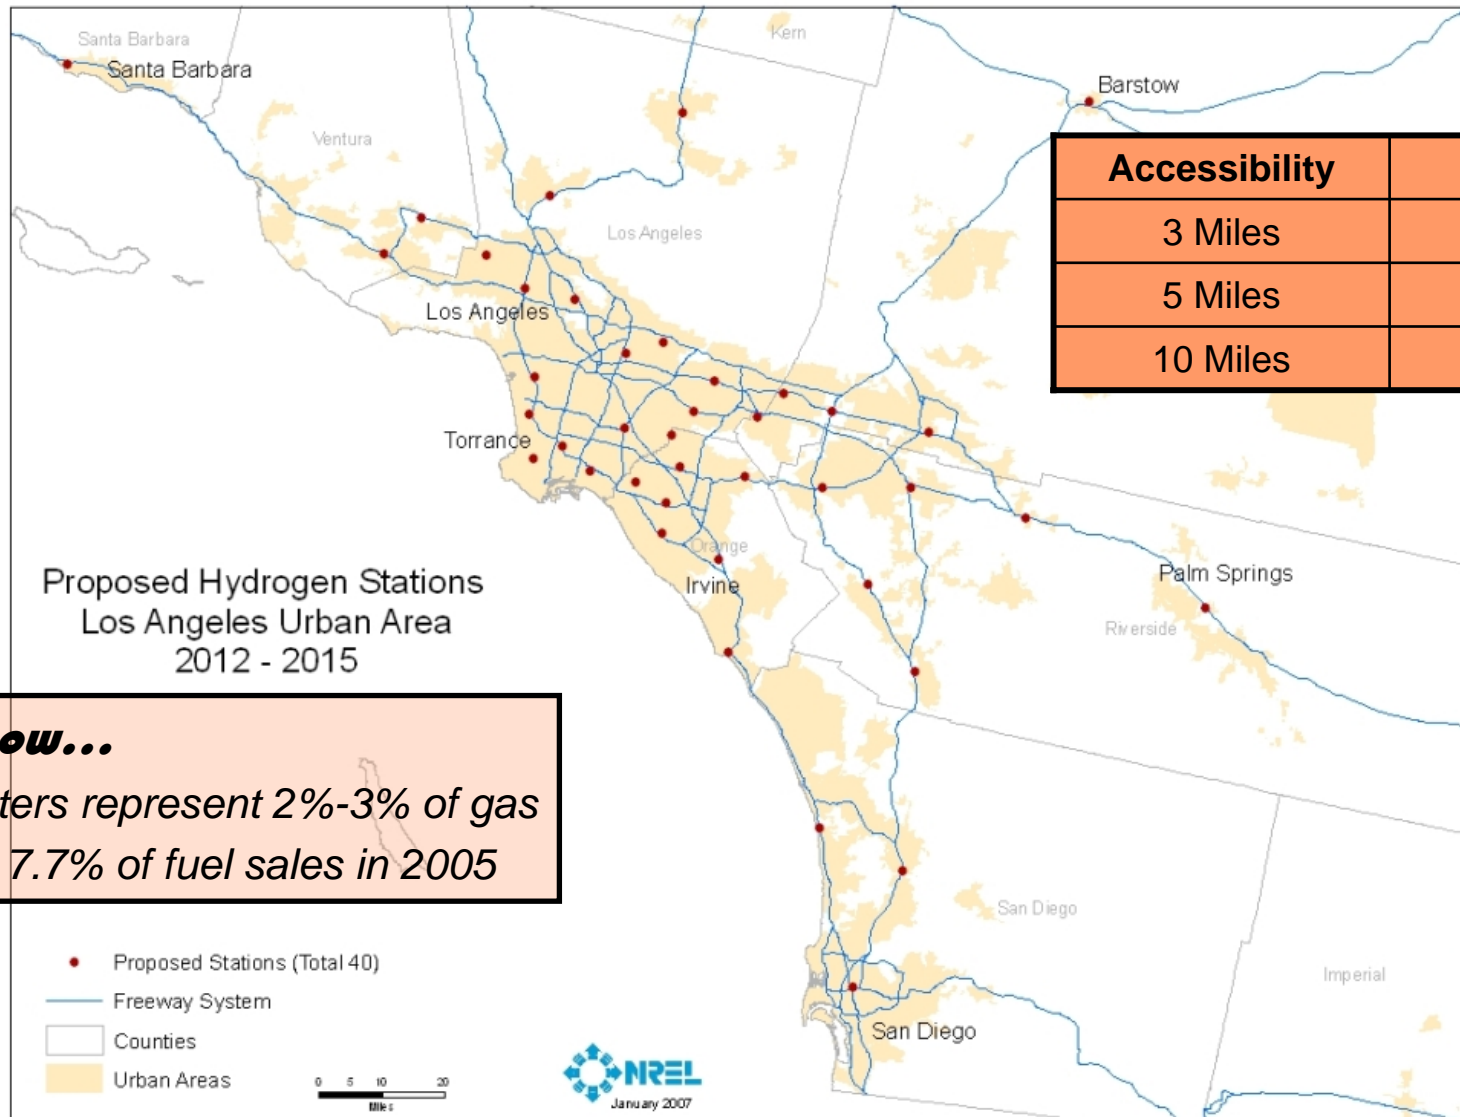 Santa Barbara
Santa Barbara
Kern
Barstow
Ventura
Accessibility
3 Miles
5 Miles
10 Miles
Los Angeles
Los Angeles
Torrance
Orange
Irvine
Palm Springs
Riverside
Proposed Hydrogen Stations
Los Angeles Urban Area
2012 - 2015
ow...
ters represent 2%-3% of gas
7.7% of fuel sales in 2005
San Diego
Imperial
San Diego
Proposed Stations (Total 40)
Freeway System
Counties
Urban Areas
0 5 10 20
Miles
NREL
January 2007